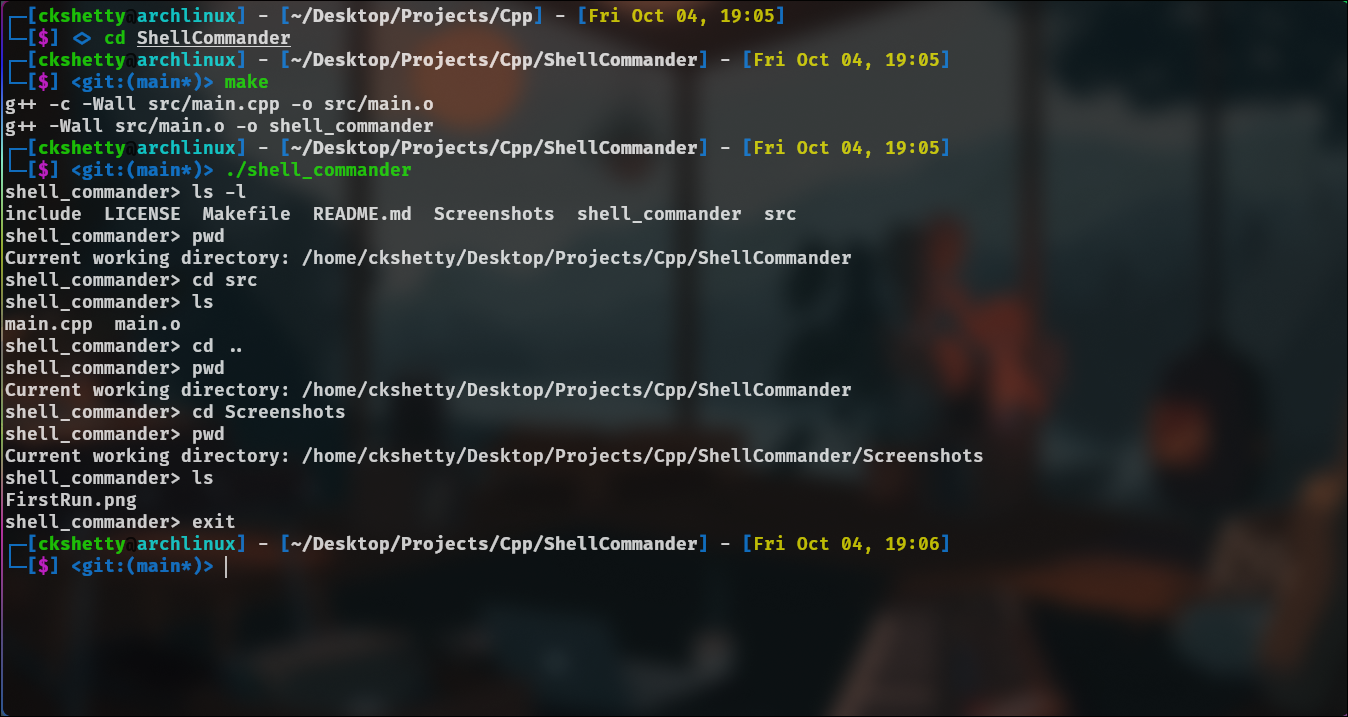 ┌─[ckshetty@archlinux] - [~/Desktop/Projects/Cpp] - [Fri Oct 04, 19:05]
└─[$] <> cd ShellCommander
┌─[ckshetty@archlinux] - [~/Desktop/Projects/Cpp/ShellCommander] - [Fri Oct 04, 19:05]
└─[$] <git:(main*)> make
g++ -c -Wall src/main.cpp -o src/main.o
g++ -Wall src/main.o -o shell_commander
┌─[ckshetty@archlinux] - [~/Desktop/Projects/Cpp/ShellCommander] - [Fri Oct 04, 19:05]
└─[$] <git:(main*)> ./shell_commander
shell_commander> ls -l
include  LICENSE  Makefile  README.md  Screenshots  shell_commander  src
shell_commander> pwd
Current working directory: /home/ckshetty/Desktop/Projects/Cpp/ShellCommander
shell_commander> cd src
shell_commander> ls
main.cpp  main.o
shell_commander> cd ..
shell_commander> pwd
Current working directory: /home/ckshetty/Desktop/Projects/Cpp/ShellCommander
shell_commander> cd Screenshots
shell_commander> pwd
Current working directory: /home/ckshetty/Desktop/Projects/Cpp/ShellCommander/Screenshots
shell_commander> ls
FirstRun.png
shell_commander> exit
┌─[ckshetty@archlinux] - [~/Desktop/Projects/Cpp/ShellCommander] - [Fri Oct 04, 19:06]
└─[$] <git:(main*)>